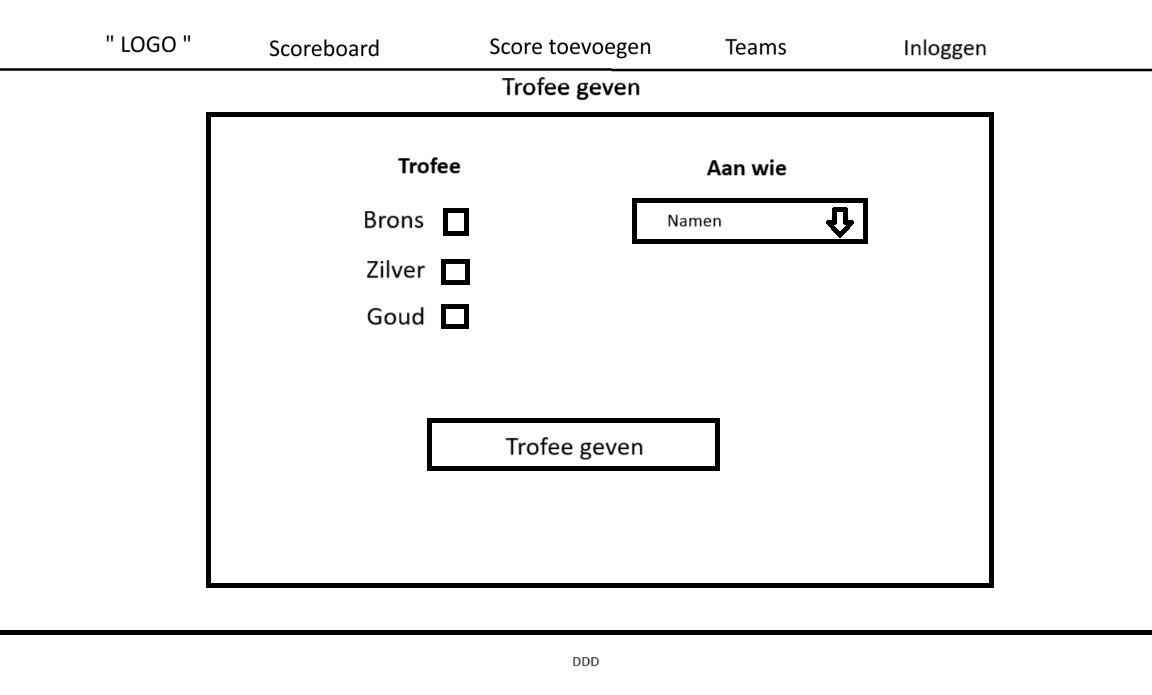 " LOGO " Scoreboard Score toevoegen Teams Inloggen
Trofee geven
Trofee Aan wie
Brons Namen
Zilver
Goud
Trofee geven
DDD